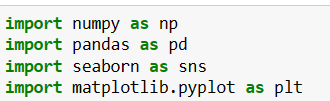 import numpy as np
import pandas as pd
import seaborn as sns
import matplotlib.pyplot as plt